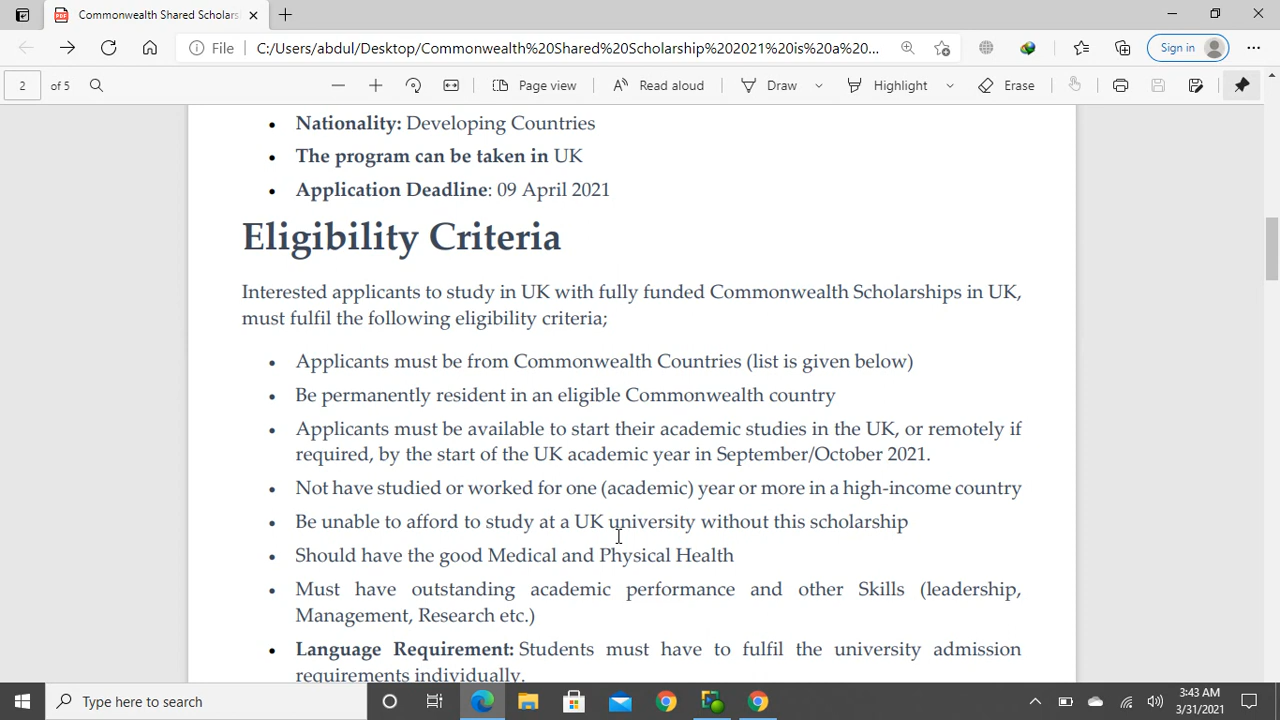 Commonwealth Shared Scholarsh
File
C:/Users/abdul/Desktop/Commonwealth%20Shared%20Scholarship%202021%20is%20a%20...
Sign in
2 of 5
Page view
Read aloud
Draw
Highlight
Erase
• Nationality: Developing Countries
• The program can be taken in UK
• Application Deadline: 09 April 2021
Eligibility Criteria
Interested applicants to study in UK with fully funded Commonwealth Scholarships in UK,
must fulfil the following eligibility criteria;
• Applicants must be from Commonwealth Countries (list is given below)
• Be permanently resident in an eligible Commonwealth country
• Applicants must be available to start their academic studies in the UK, or remotely if
required, by the start of the UK academic year in September/October 2021.
• Not have studied or worked for one (academic) year or more in a high-income country
• Be unable to afford to study at a UK university without this scholarship
• Should have the good Medical and Physical Health
• Must have outstanding academic performance and other Skills (leadership,
Management, Research etc.)
• Language Requirement: Students must have to fulfil the university admission
requirements individually.
Type here to search
3:43 AM
3/31/2021